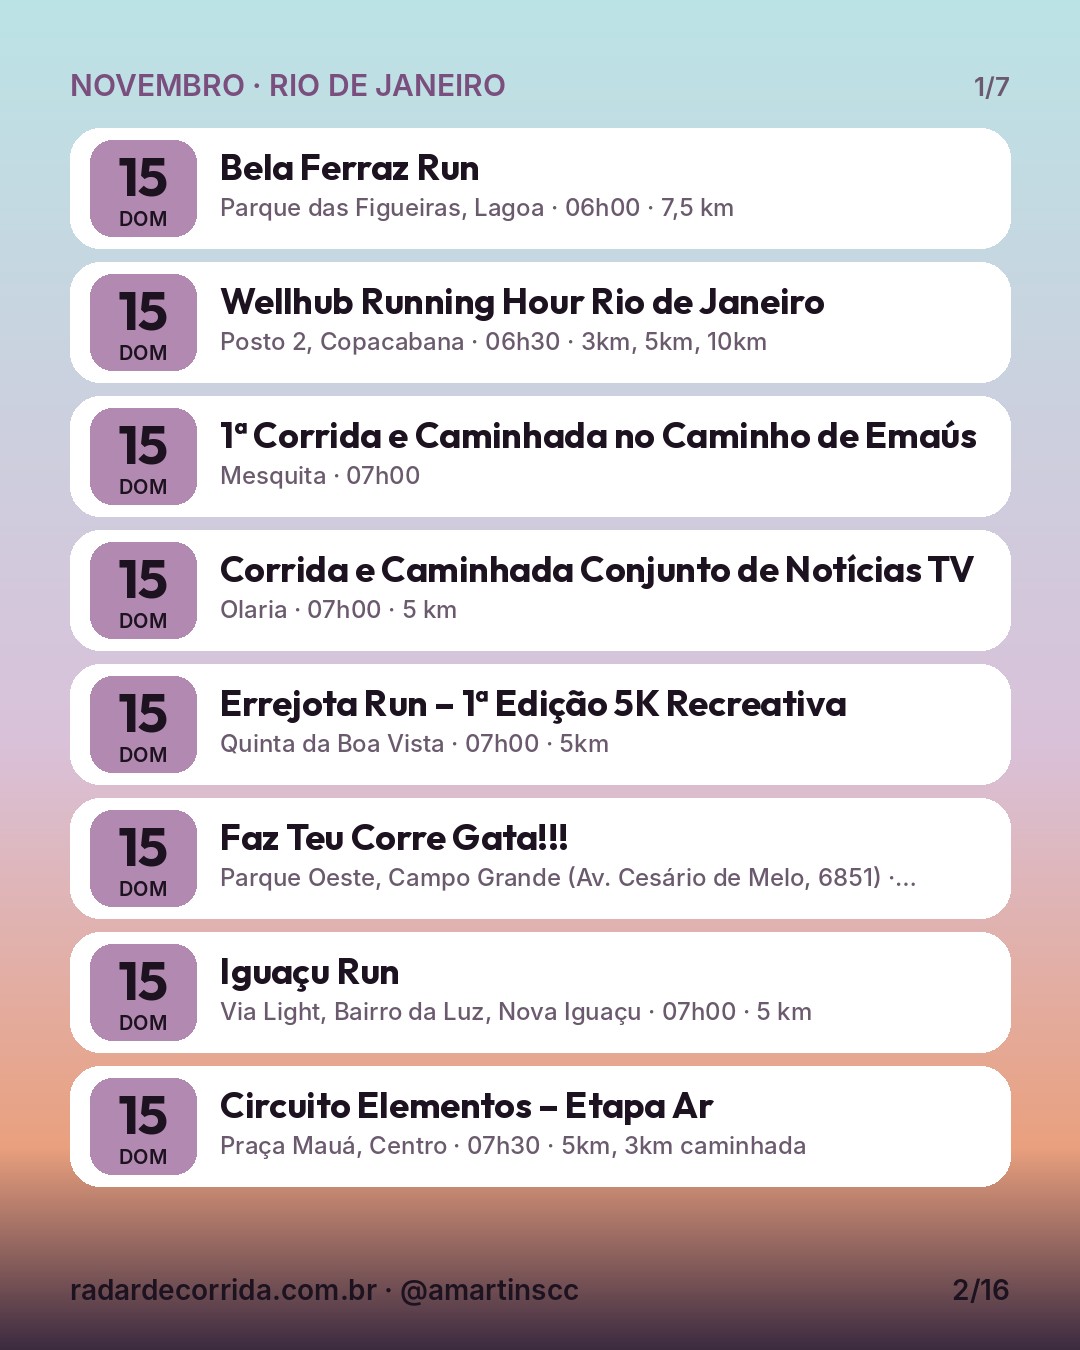 NOVEMBRO · RIO DE JANEIRO
1/7
15
DOM
Bela Ferraz Run
Parque das Figueiras, Lagoa · 06h00 · 7,5 km
15
DOM
Wellhub Running Hour Rio de Janeiro
Posto 2, Copacabana · 06h30 · 3km, 5km, 10km
15
DOM
1ª Corrida e Caminhada no Caminho de Emaús
Mesquita · 07h00
15
DOM
Corrida e Caminhada Conjunto de Notícias TV
Olaria · 07h00 · 5 km
15
DOM
Errejota Run – 1ª Edição 5K Recreativa
Quinta da Boa Vista · 07h00 · 5km
15
DOM
Faz Teu Corre Gata!!!
Parque Oeste, Campo Grande (Av. Cesário de Melo, 6851) ·...
15
DOM
Iguaçu Run
Via Light, Bairro da Luz, Nova Iguaçu · 07h00 · 5 km
15
DOM
Circuito Elementos – Etapa Ar
Praça Mauá, Centro · 07h30 · 5km, 3km caminhada
radardecorrida.com.br · @amartinscc
2/16